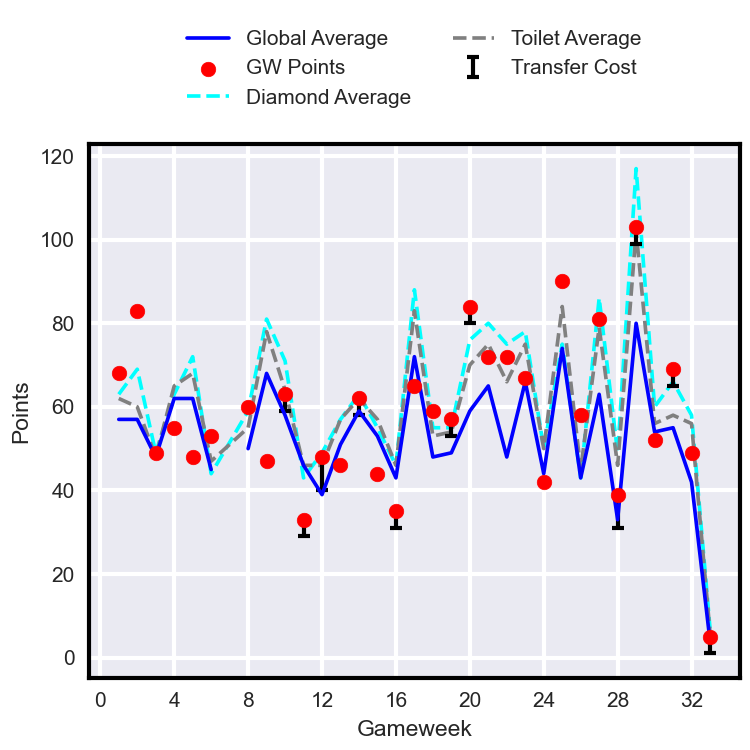 Global Average
GW Points
Diamond Average
Toilet Average
Transfer Cost
120
100
80
60
40
20
0
Points
0 4 8 12 16 20 24 28 32
Gameweek